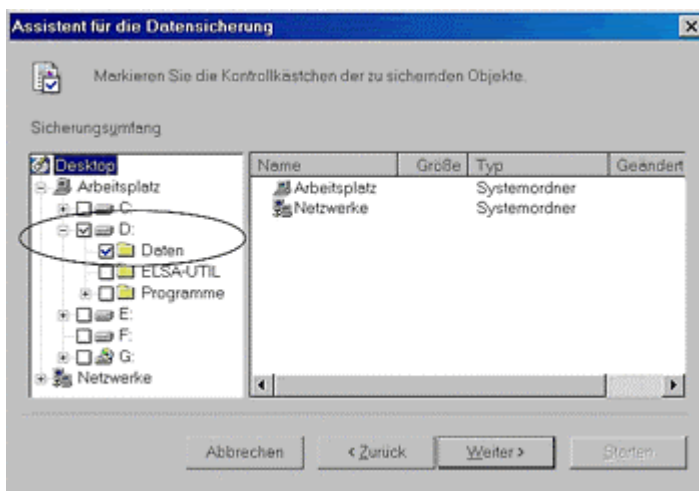 Assistent für die Datensicherung
Markieren Sie die Kontrollkästchen der zu sichernden Objekte.
Sicherungsumfang
Desktop
Arbeitsplatz
C:
D:
Daten
ELSA-UTIL
Programme
E:
F:
G:
Netzwerke
Name Größe Typ Geändert
Arbeitsplatz Systemordner
Netzwerke Systemordner
Abbrechen < Zurück Weiter > Starten